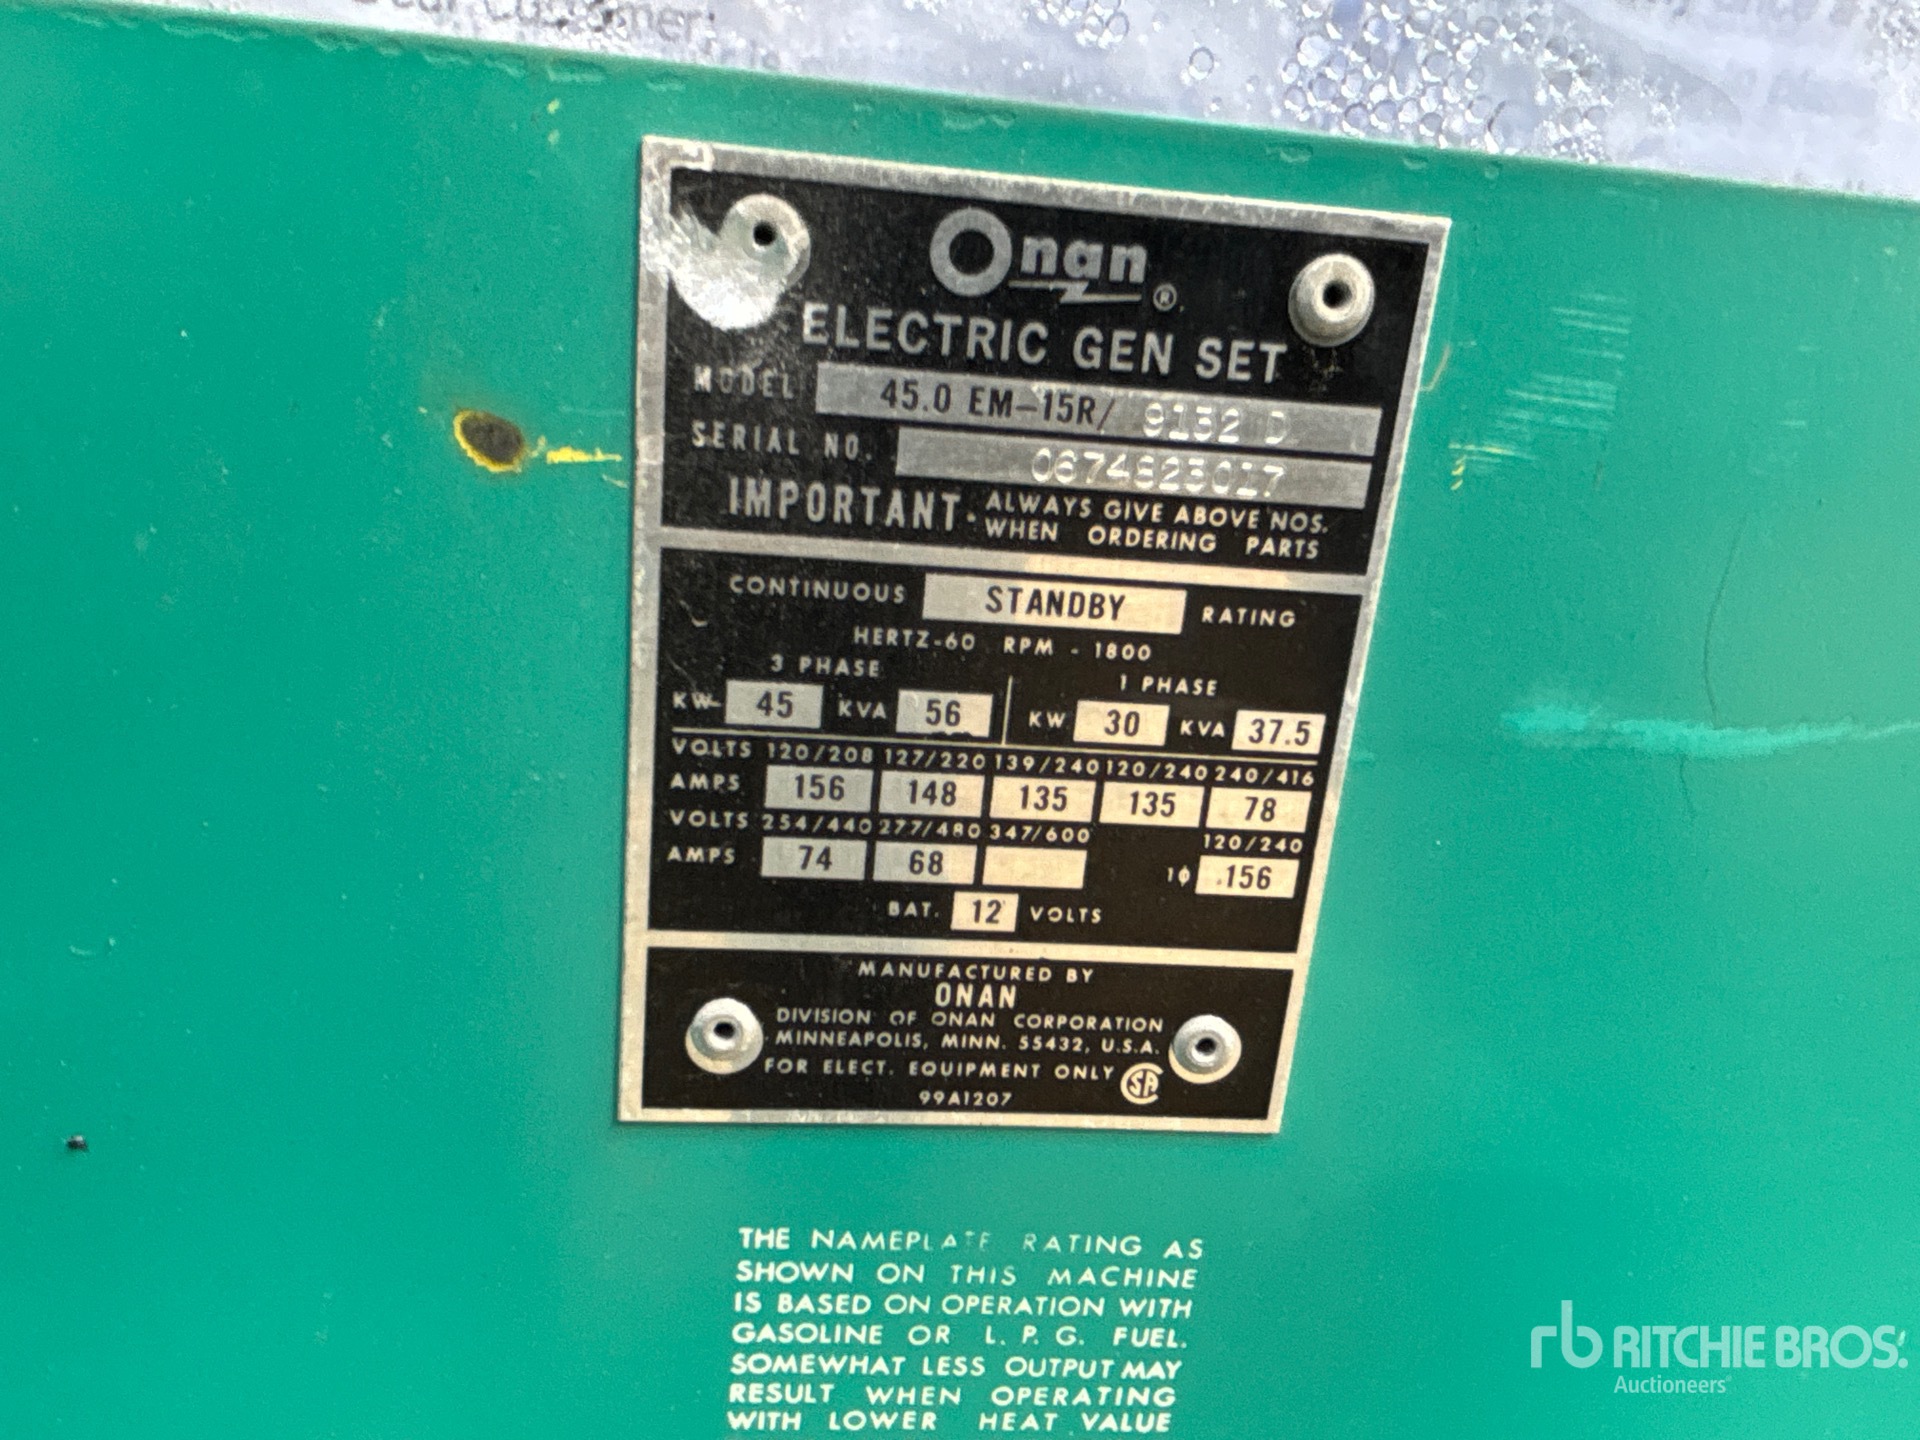 Customer:
Onan ®
ELECTRIC GEN SET
MODEL 45.0 EM-15R/ 9132 D
SERIAL NO. 0674823017
IMPORTANT. ALWAYS GIVE ABOVE NOS.
WHEN ORDERING PARTS
CONTINUOUS STANDBY RATING
HERTZ-60 RPM - 1800
3 PHASE 1 PHASE
KW 45 KVA 56 KW 30 KVA 37.5
VOLTS 120/208 127/220 139/240 120/240 240/416
AMPS 156 148 135 135 78
VOLTS 254/440 277/480 347/600 120/240
AMPS 74 68 1ϕ 156
BAT. 12 VOLTS
MANUFACTURED BY
ONAN
DIVISION OF ONAN CORPORATION
MINNEAPOLIS, MINN. 55432, U.S.A.
FOR ELECT. EQUIPMENT ONLY SA
99A1207
THE NAMEPLATE RATING AS
SHOWN ON THIS MACHINE
IS BASED ON OPERATION WITH
GASOLINE OR L. P. G. FUEL.
SOMEWHAT LESS OUTPUT MAY
RESULT WHEN OPERATING
WITH LOWER HEAT VALUE
rb RITCHIE BROS.
Auctioneers